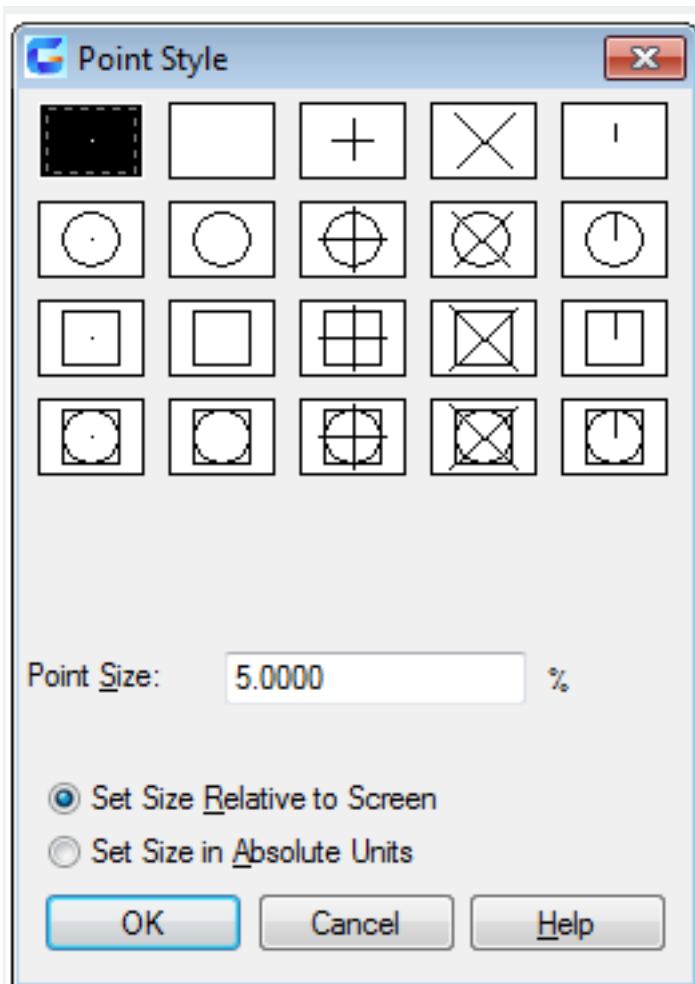 Point Style
Point Size: 5.0000 %
Set Size Relative to Screen
Set Size in Absolute Units
OK Cancel Help